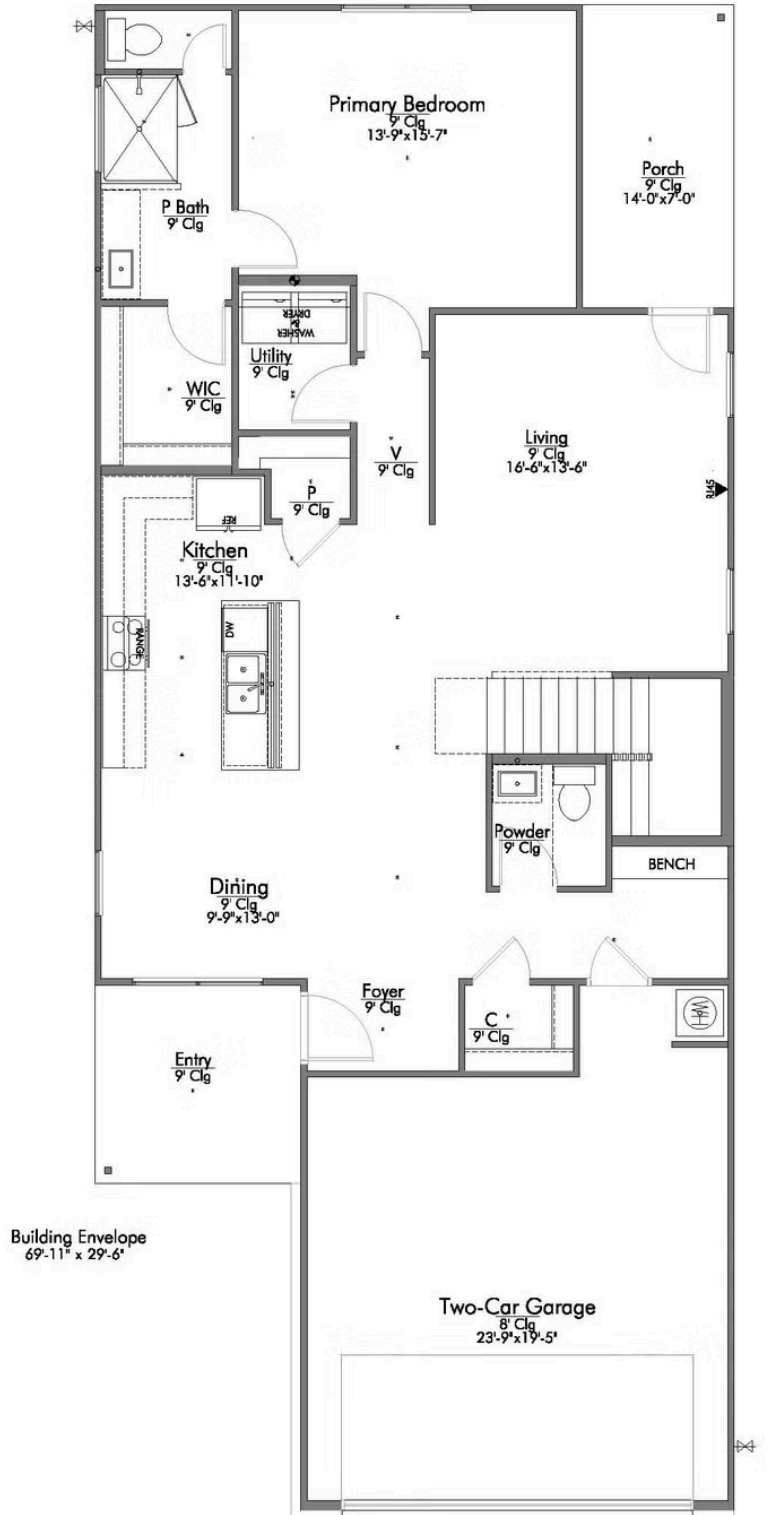 Primary Bedroom
9' Clg
13'-9"x15'-7"
Porch
9' Clg
14'-0"x7'-0"
P Bath
9' Clg
WASHER
&
DRYER
Utility
9' Clg
WIC
9' Clg
V
9' Clg
Living
9' Clg
16'-6"x13'-6"
RJ45
P
9' Clg
REF
Kitchen
9' Clg
13'-6"x11'-10"
DW
RANGE
Powder
9' Clg
BENCH
Dining
9' Clg
9'-9"x13'-0"
Foyer
9' Clg
C
9' Clg
WH
Entry
9' Clg
Building Envelope
69'-11" x 29'-6"
Two-Car Garage
8' Clg
23'-9"x19'-5"